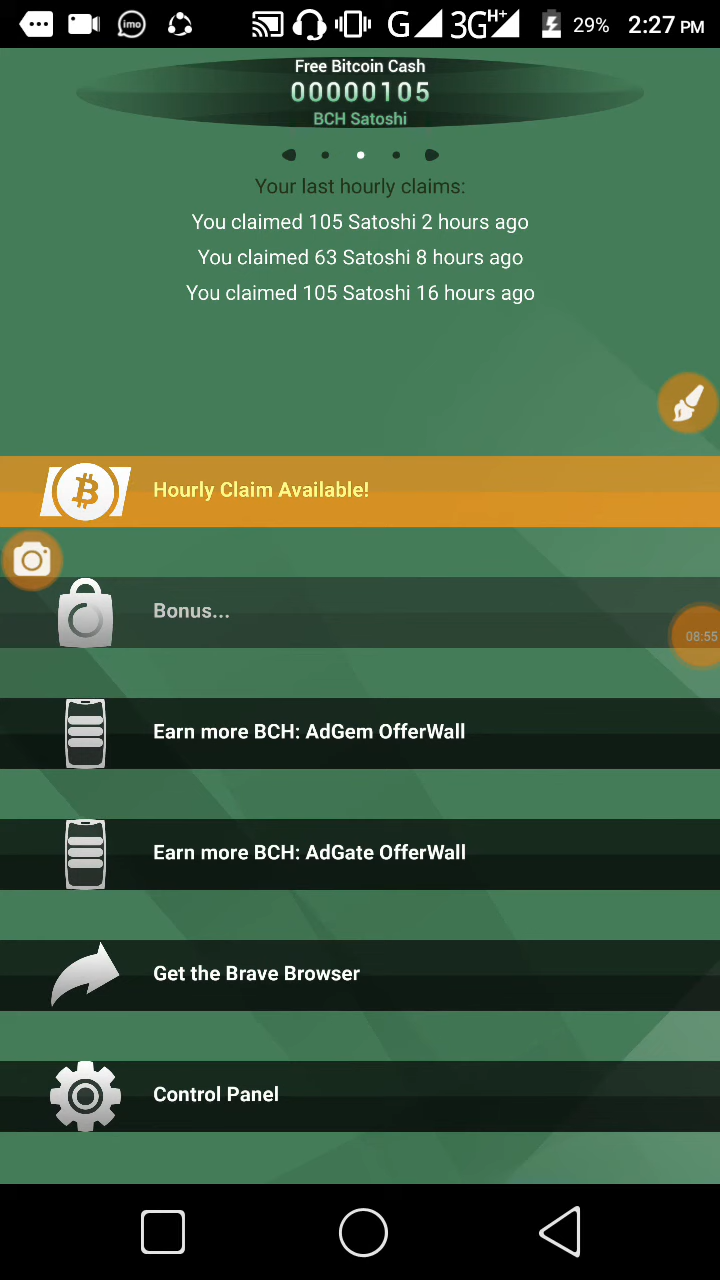 imo
G
3G
H+
29%
2:27 PM
Free Bitcoin Cash
00000105
BCH Satoshi
Your last hourly claims:
You claimed 105 Satoshi 2 hours ago
You claimed 63 Satoshi 8 hours ago
You claimed 105 Satoshi 16 hours ago
Hourly Claim Available!
Bonus...
08:55
Earn more BCH: AdGem OfferWall
Earn more BCH: AdGate OfferWall
Get the Brave Browser
Control Panel